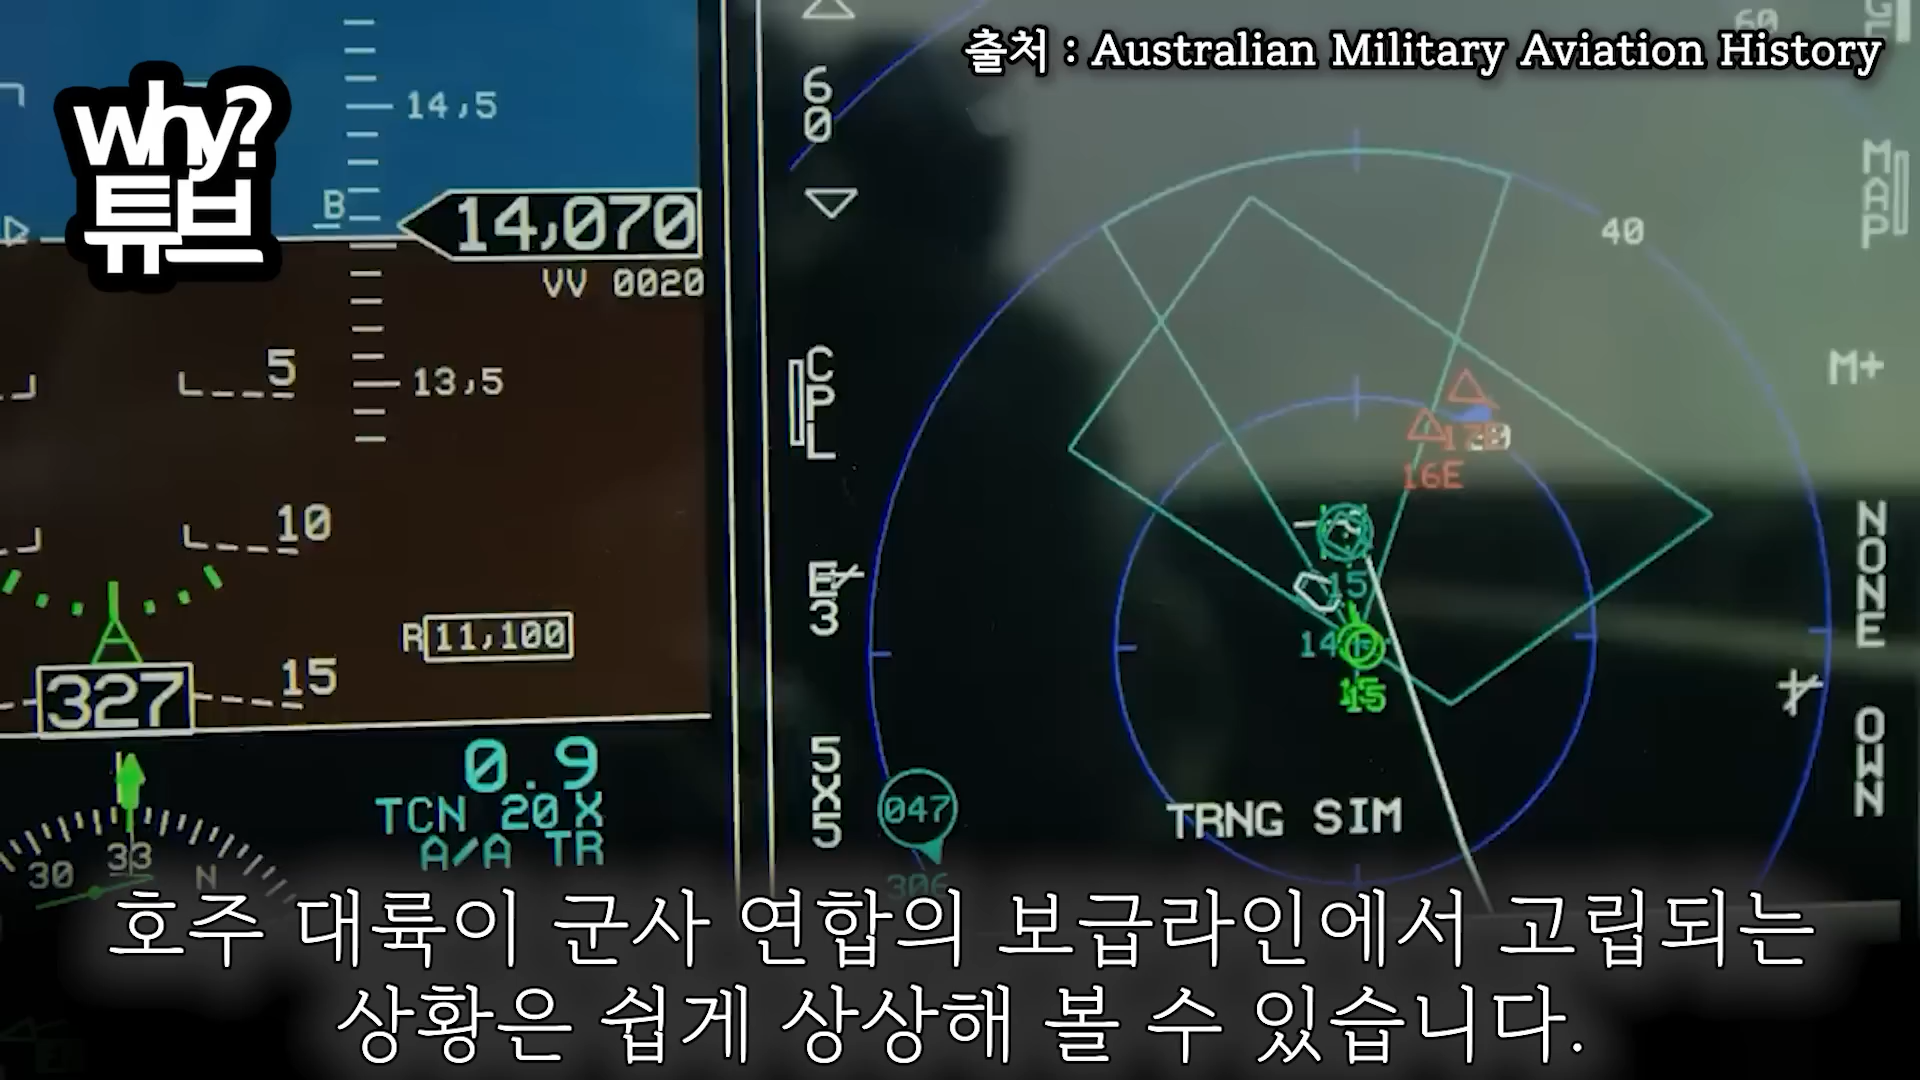 출처 : Australian Military Aviation History
why?
튜브
60
14,5
B
14,070
VV 0020
40
MAP
5
13,5
CPL
M+
16E
10
15
E3
NONE
R 11,100
14
15
327
15
OWN
0.9
TCN 20X
A/A TR
5X5
047
TRNG SIM
30
33
N
306
호주 대륙이 군사 연합의 보급라인에서 고립되는
상황은 쉽게 상상해 볼 수 있습니다.